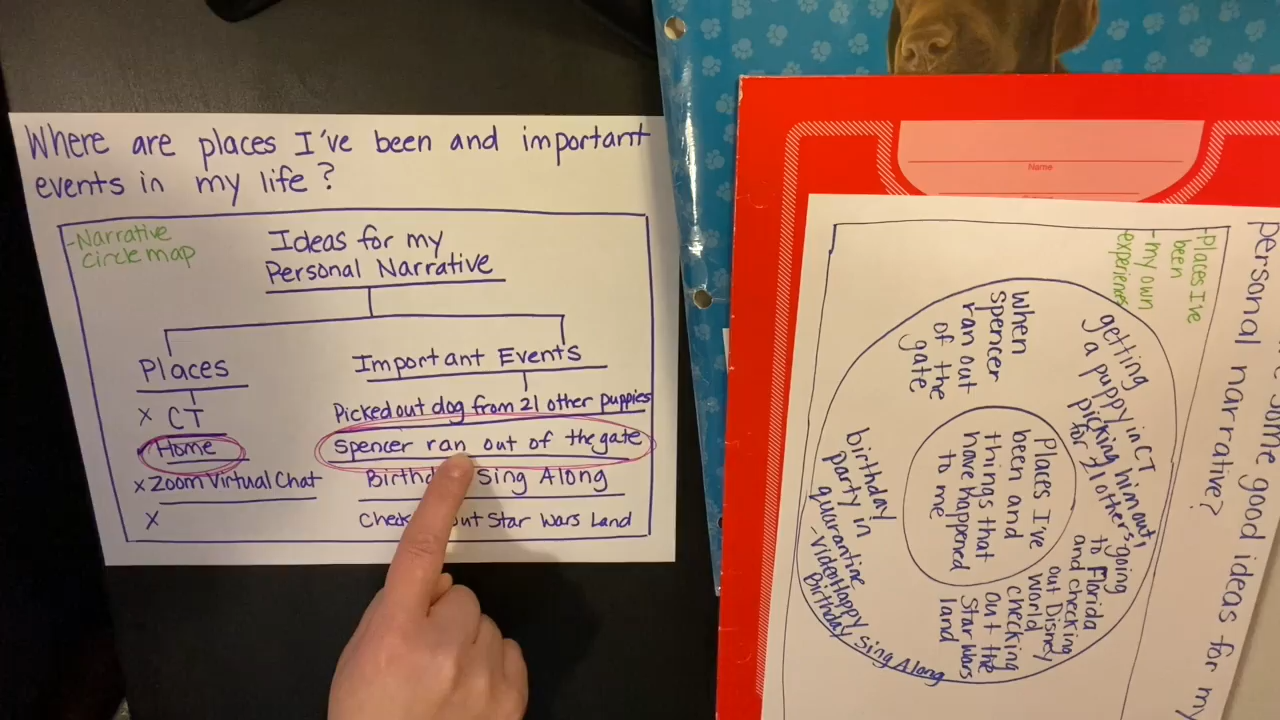 Where are places I've been and important
events in my life?
-Narrative
circle map
Ideas for my
Personal Narrative
Places
X CT
Home
x Zoom Virtual Chat
X
Important Events
Picked out dog from 21 other puppies
Spencer ran out of the gate
Sing Along
out Star Wars Land
Name
some good ideas for my
personal narrative?
-Places I've
been
-my own
experiences
when
spencer
ran out
of the
gate
getting
a puppy in CT
picking him out,
for 21 others
-going
to Florida
and checking
out Disney
World
checking
out the
Star Wars
land
birthday
party in
quarantine
-video Happy
Birthday Sing Along
Places I've
been and
things that
have happened
to me